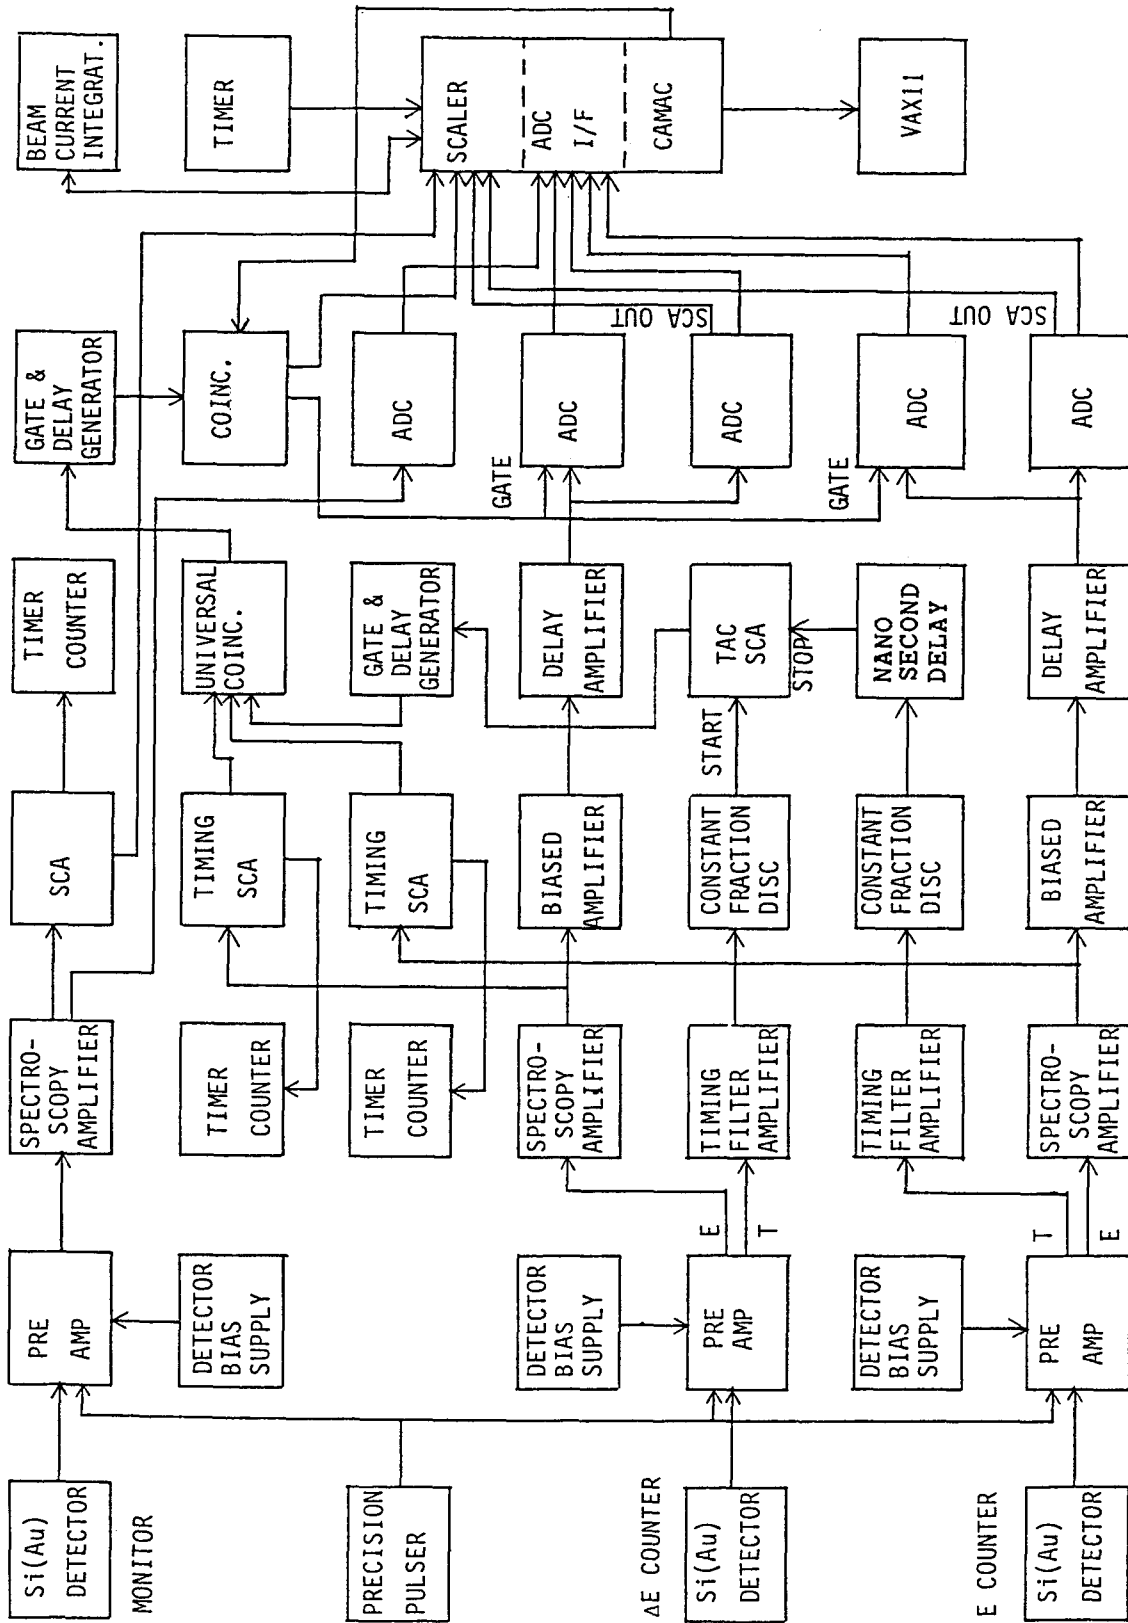 Si(Au)
DETECTOR
MONITOR
PRE
AMP
DETECTOR
BIAS
SUPPLY
SPECTRO-
SCOPY
AMPLIFIER
SCA
TIMER
COUNTER
TIMER
COUNTER
TIMING
SCA
UNIVERSAL
COINC.
GATE &
DELAY
GENERATOR
COINC.
BEAM
CURRENT
INTEGRAT.
TIMER
PRECISION
PULSER
TIMER
COUNTER
TIMING
SCA
GATE &
DELAY
GENERATOR
ADC
SCALER
ADC
I/F
CAMAC
VAX11
ΔE COUNTER
Si(Au)
DETECTOR
DETECTOR
BIAS
SUPPLY
PRE
AMP
E
T
SPECTRO-
SCOPY
AMPLIFIER
BIASED
AMPLIFIER
DELAY
AMPLIFIER
GATE
ADC
TIMING
FILTER
AMPLIFIER
CONSTANT
FRACTION
DISC
START
TAC
SCA
STOP
ADC
SCA OUT
E COUNTER
Si(Au)
DETECTOR
DETECTOR
BIAS
SUPPLY
PRE
AMP
T
E
TIMING
FILTER
AMPLIFIER
CONSTANT
FRACTION
DISC
NANO
SECOND
DELAY
GATE
ADC
SPECTRO-
SCOPY
AMPLIFIER
BIASED
AMPLIFIER
DELAY
AMPLIFIER
ADC
SCA OUT